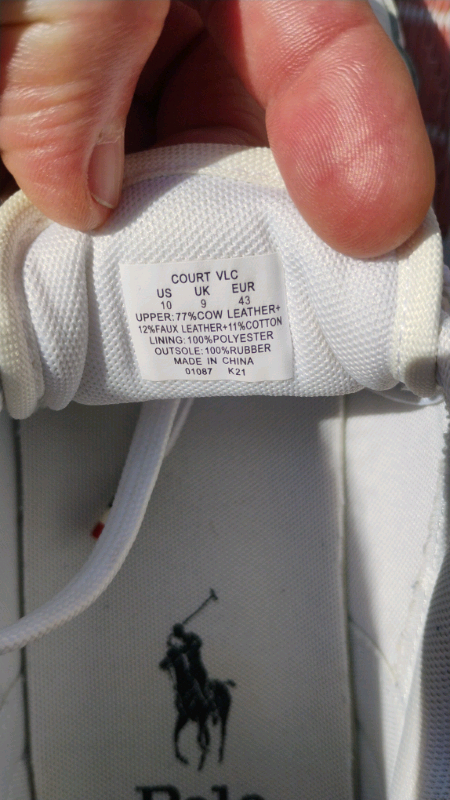 COURT VLC
US UK EUR
10 9 43
UPPER:77%COW LEATHER+
12%FAUX LEATHER+11%COTTON
LINING:100%POLYESTER
OUTSOLE:100%RUBBER
MADE IN CHINA
01087 K21
Polo